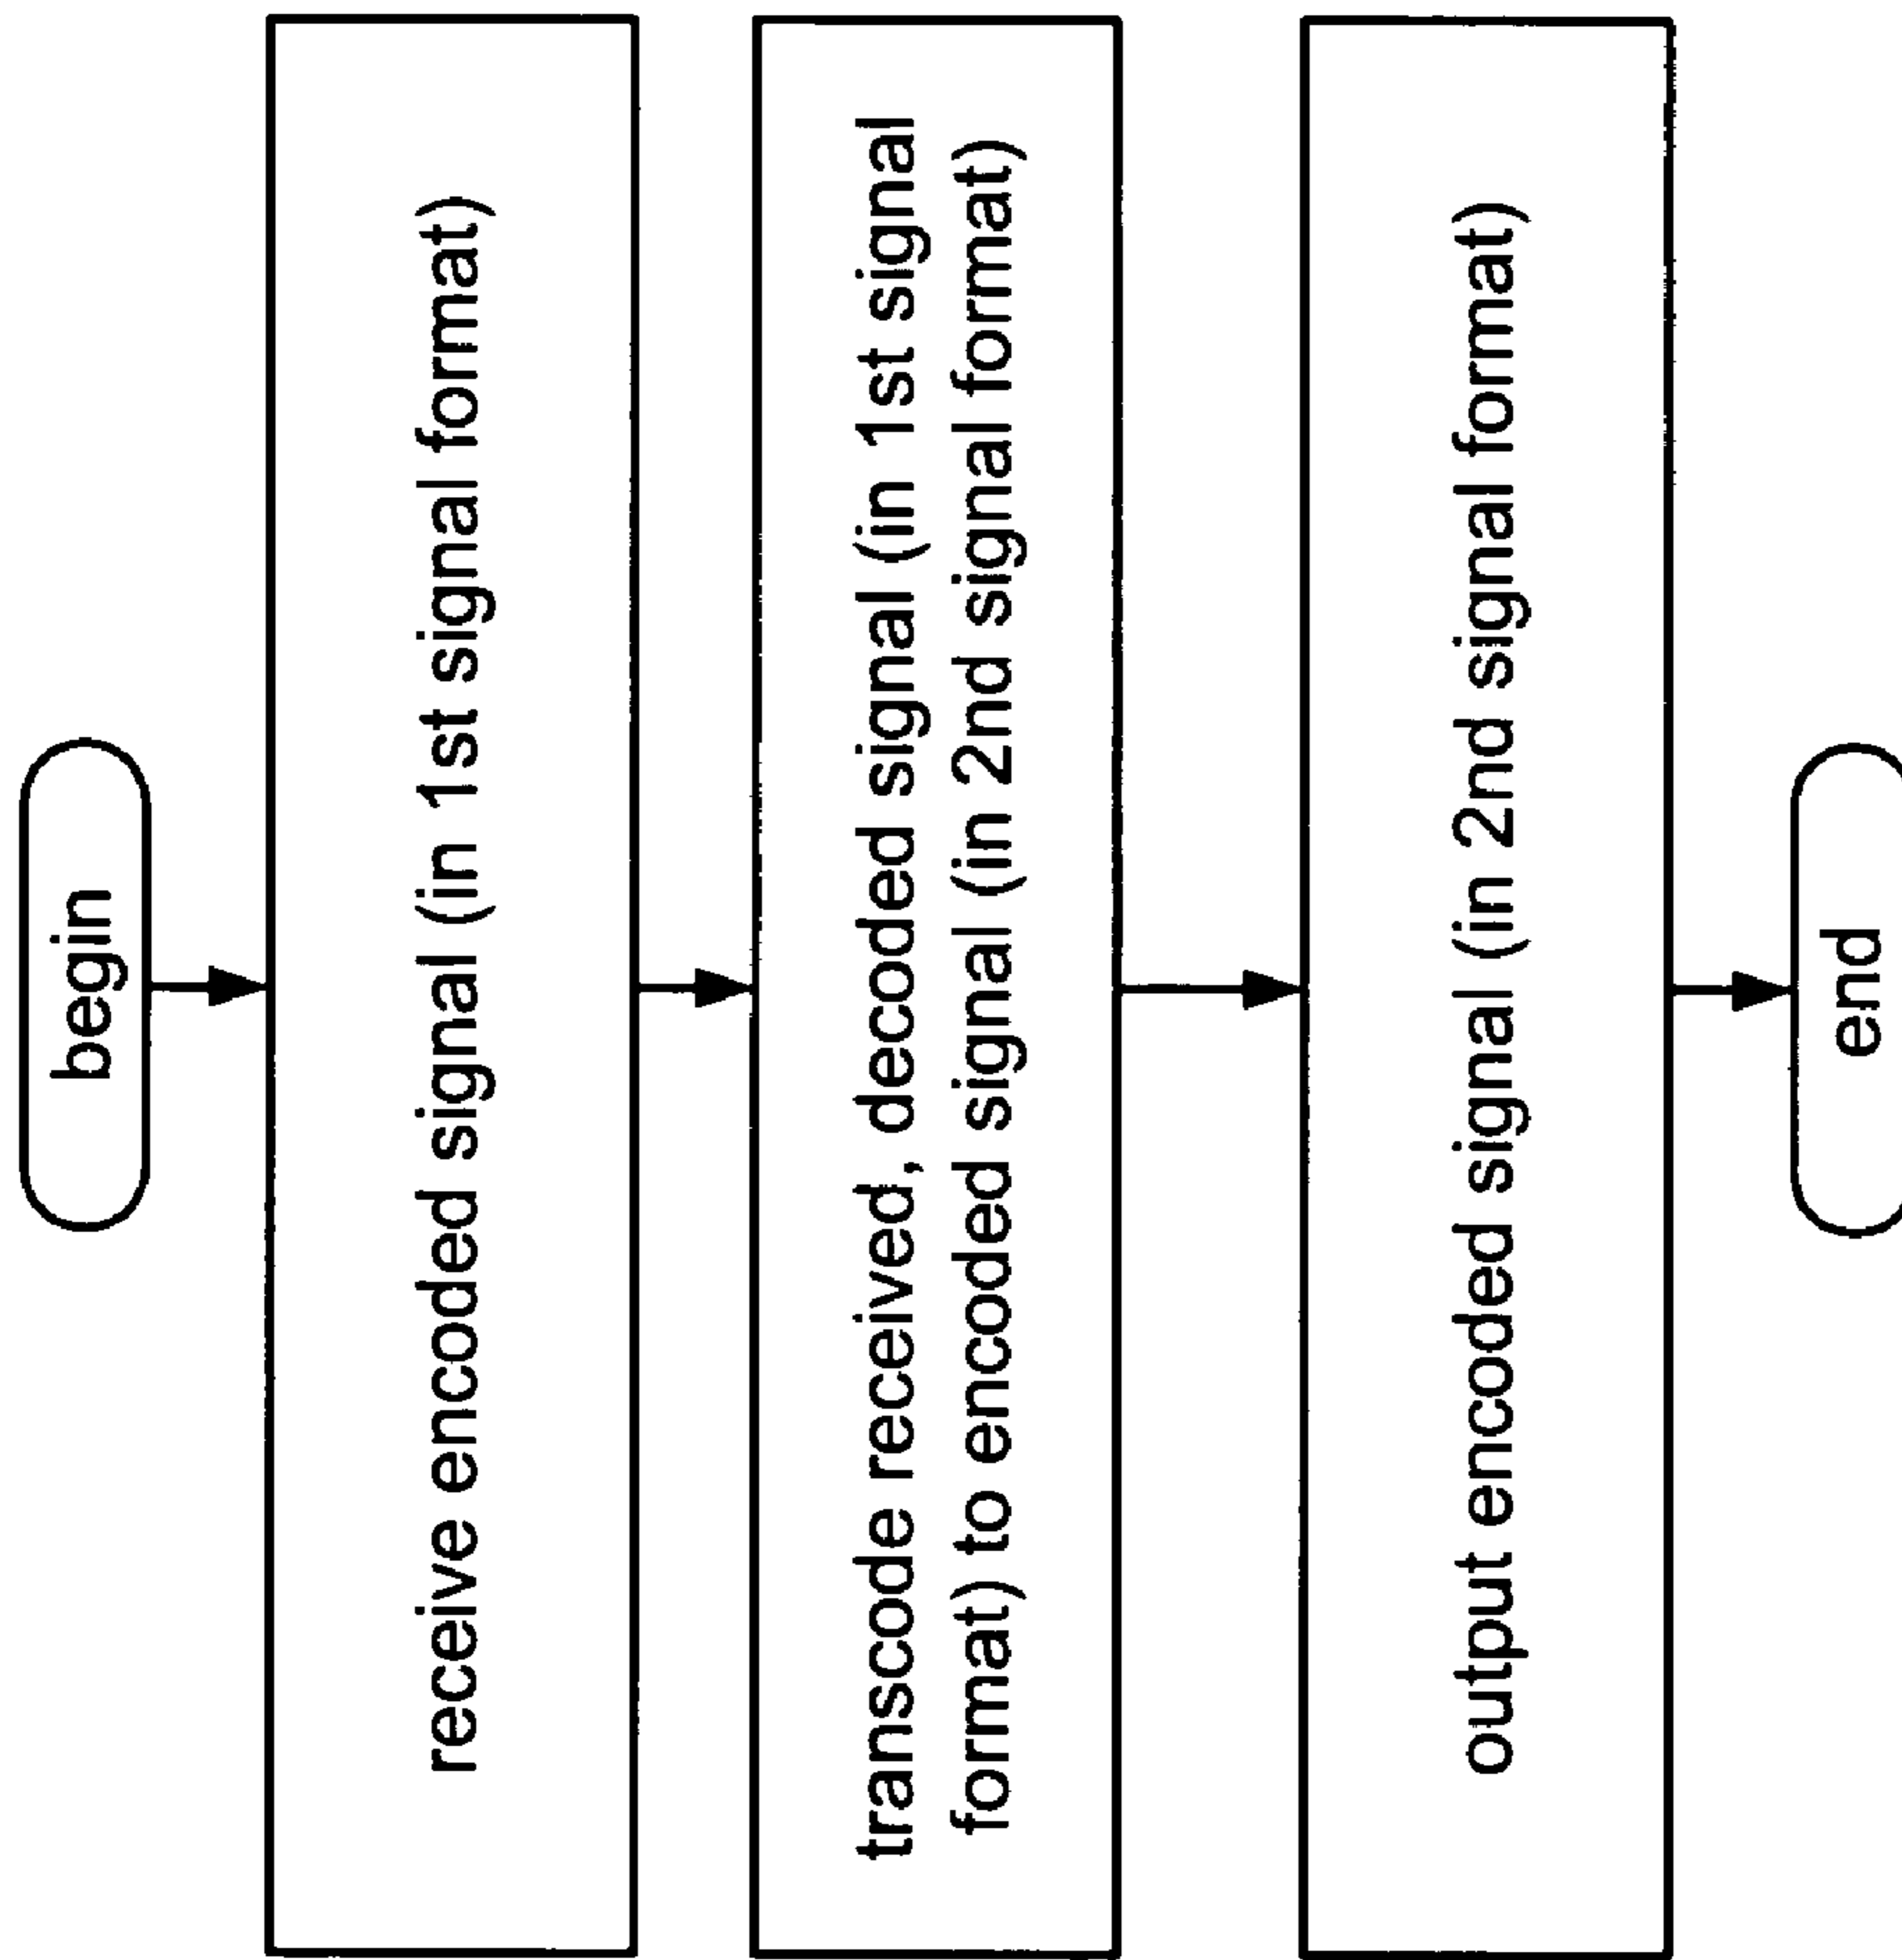 begin
receive encoded signal (in 1st signal format)
transcode received, decoded signal (in 1st signal
format) to encoded signal (in 2nd signal format)
output encoded signal (in 2nd signal format)
end